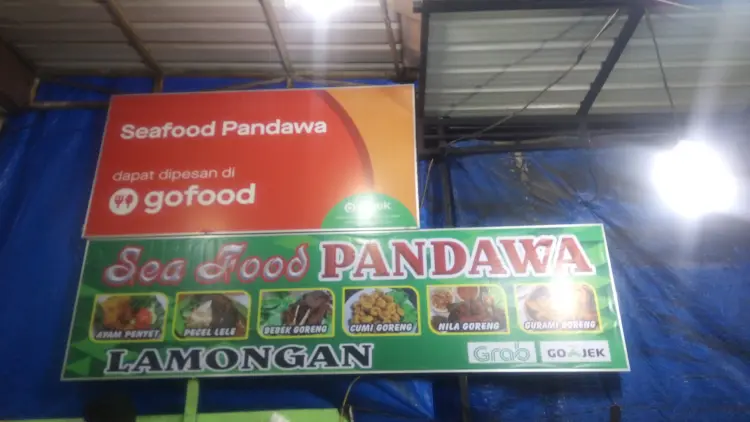 Seafood Pandawa
dapat dipesan di
gofood
Sea Food PANDAWA
AYAM PENYET
PECEL LELE
BEBEK GORENG
CUMI GORENG
NILA GORENG
GURAMI GORENG
LAMONGAN
Grab
GOJEK